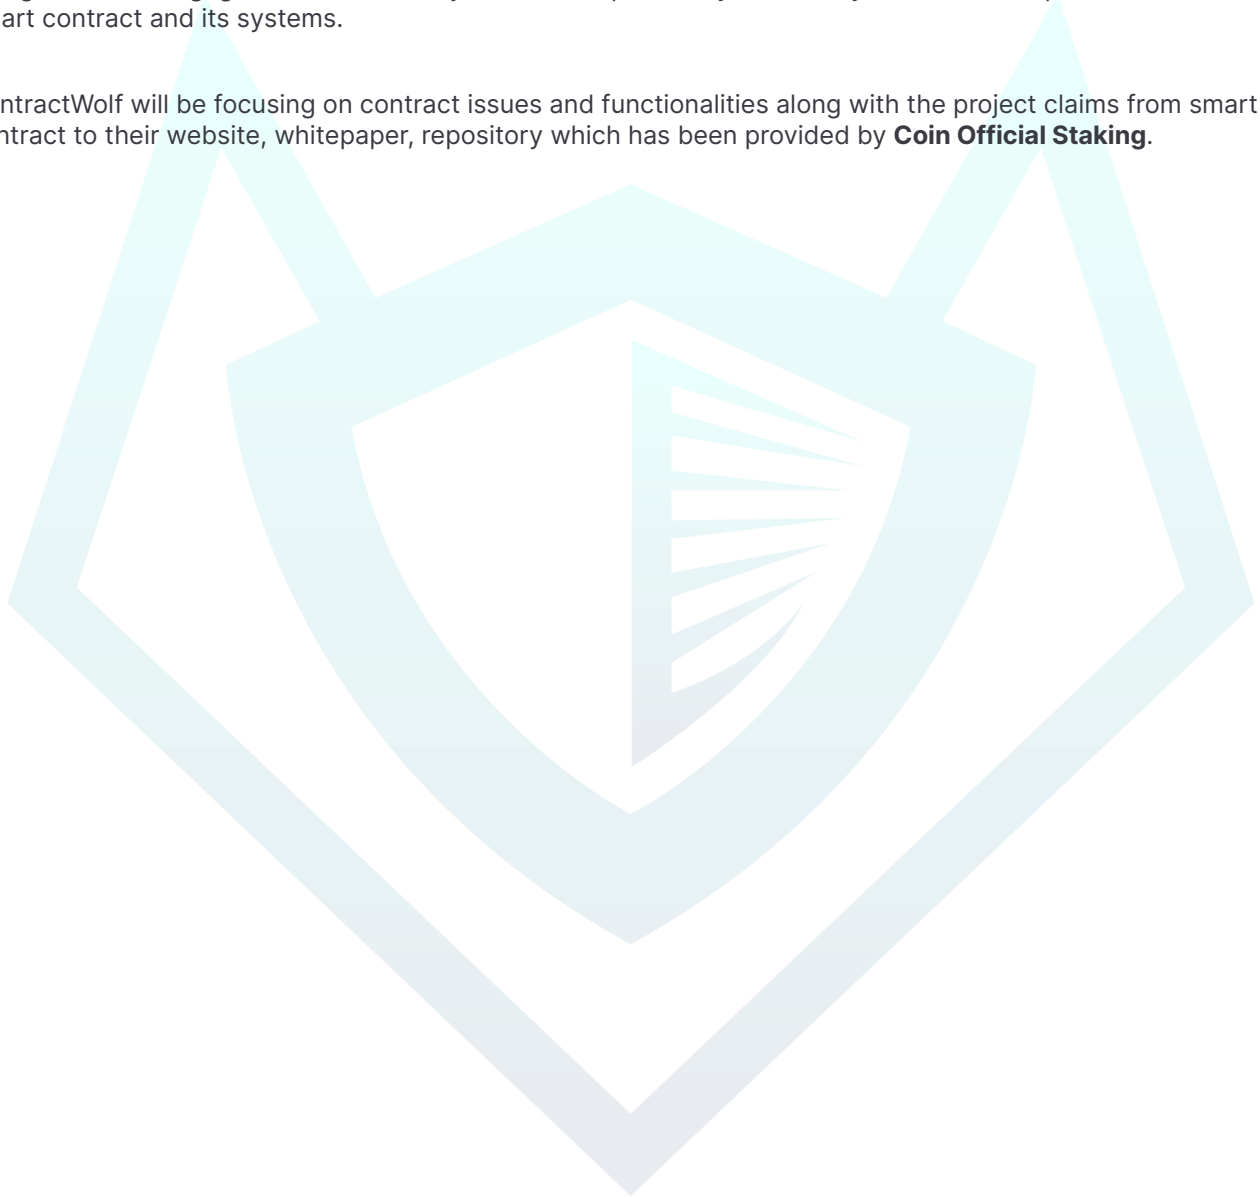 art contract and its systems.
ntractWolf will be focusing on contract issues and functionalities along with the project claims from smart
ntract to their website, whitepaper, repository which has been provided by Coin Official Staking.